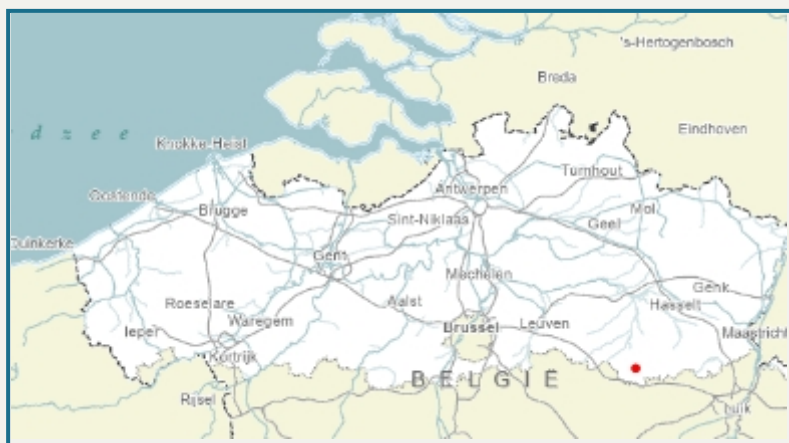 's-Hertogenbosch
Breda
Eindhoven
d z e e
Knokke-Heist
Turnhout
Antwerpen
Oostende
Mol
Brugge
Sint-Niklaas
Geel
Duinkerke
Gent
Mechelen
Genk
Roeselare
Aalst
Hasselt
Waregem
Brussel
Leuven
Ieper
Maastricht
Kortrijk
BELGIË
Rijsel
Luik